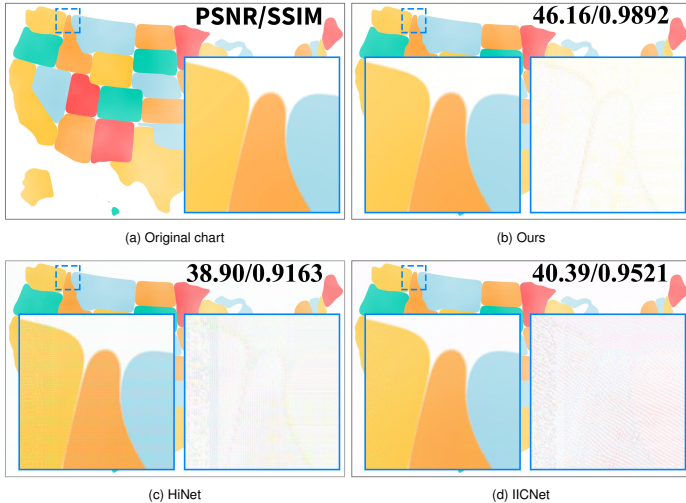 PSNR/SSIM
46.16/0.9892
(a) Original chart
(b) Ours
38.90/0.9163
40.39/0.9521
(c) HiNet
(d) IICNet